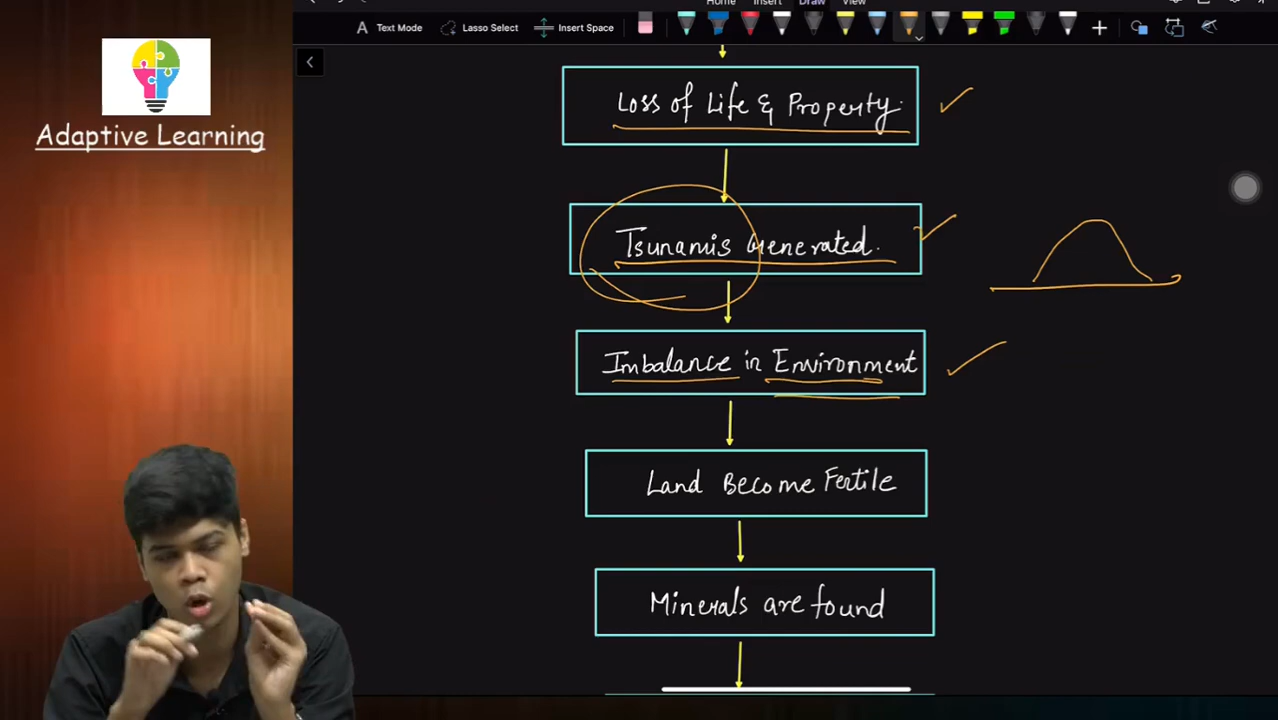 Home Insert Draw View
Text Mode Lasso Select Insert Space
Adaptive Learning
Loss of Life & Property.
Tsunamis Generated.
Imbalance in Environment
Land Become Fertile
Minerals are found